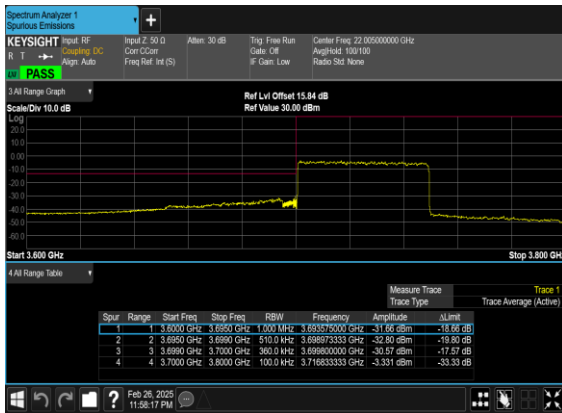 Spectrum Analyzer 1
Spurious Emissions
+
KEYSIGHT Input: RF Input Z: 50 Ω Atten: 30 dB Trig: Free Run Center Freq: 22.005000000 GHz
R T Coupling: DC Corr CCorr Gate: Off Avg|Hold: 100/100
Align: Auto Freq Ref: Int (S) IF Gain: Low Radio Std: None
PASS
3 All Range Graph
Ref Lvl Offset 15.84 dB
Scale/Div 10.0 dB Ref Value 30.00 dBm
Log
20.0
10.0
0.00
-10.0
-20.0
-30.0
-40.0
-50.0
-60.0
Start 3.600 GHz Stop 3.800 GH
4 All Range Table
Measure Trace Trace 1
Trace Type Trace Average (Active)
Spur Range Start Freq Stop Freq RBW Frequency Amplitude ΔLimit
1 1 3.6000 GHz 3.6950 GHz 1.000 MHz 3.693575000 GHz -31.66 dBm -18.66 dB
2 2 3.6950 GHz 3.6990 GHz 510.0 kHz 3.698973333 GHz -32.80 dBm -19.80 dB
3 3 3.6990 GHz 3.7000 GHz 360.0 kHz 3.699800000 GHz -30.57 dBm -17.57 dB
4 4 3.7000 GHz 3.8000 GHz 100.0 kHz 3.716833333 GHz -3.331 dBm -33.33 dB
? Feb 26, 2025
11:58:17 PM